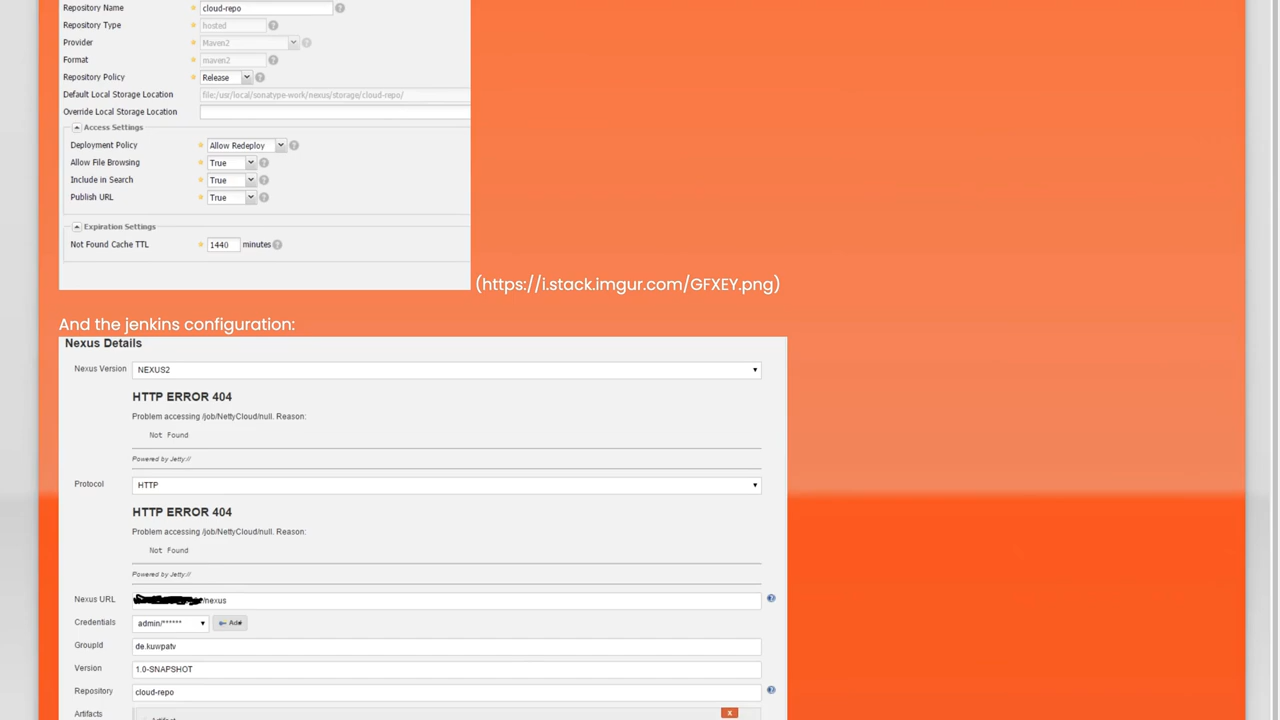 Repository Name cloud-repo
Repository Type hosted
Provider Maven2
Format maven2
Repository Policy Release
Default Local Storage Location file:/usr/local/sonatype-work/nexus/storage/cloud-repo/
Override Local Storage Location
Access Settings
Deployment Policy Allow Redeploy
Allow File Browsing True
Include in Search True
Publish URL True
Expiration Settings
Not Found Cache TTL 1440 minutes
(https://i.stack.imgur.com/GFXEY.png)
And the jenkins configuration:
Nexus Details
Nexus Version NEXUS2
HTTP ERROR 404
Problem accessing /job/NettyCloud/null. Reason:
Not Found
Powered by Jetty://
Protocol HTTP
HTTP ERROR 404
Problem accessing /job/NettyCloud/null. Reason:
Not Found
Powered by Jetty://
Nexus URL /nexus
Credentials admin/****** Add
GroupId de.kuwpatv
Version 1.0-SNAPSHOT
Repository cloud-repo
Artifacts
Artifact
X